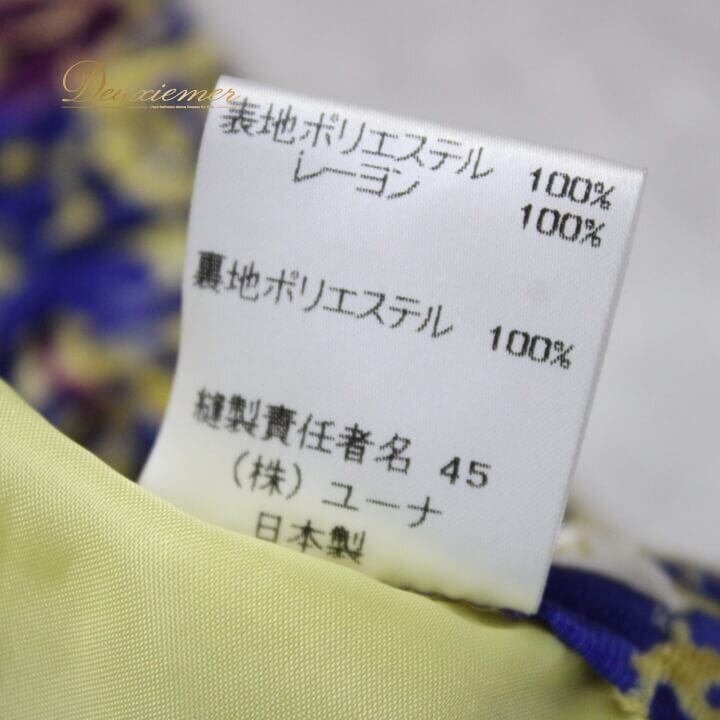 Deuxiemer
表地ポリエステル 100%
レーヨン 100%
裏地ポリエステル 100%
縫製責任者名 45
(株) ユーナ
日本製